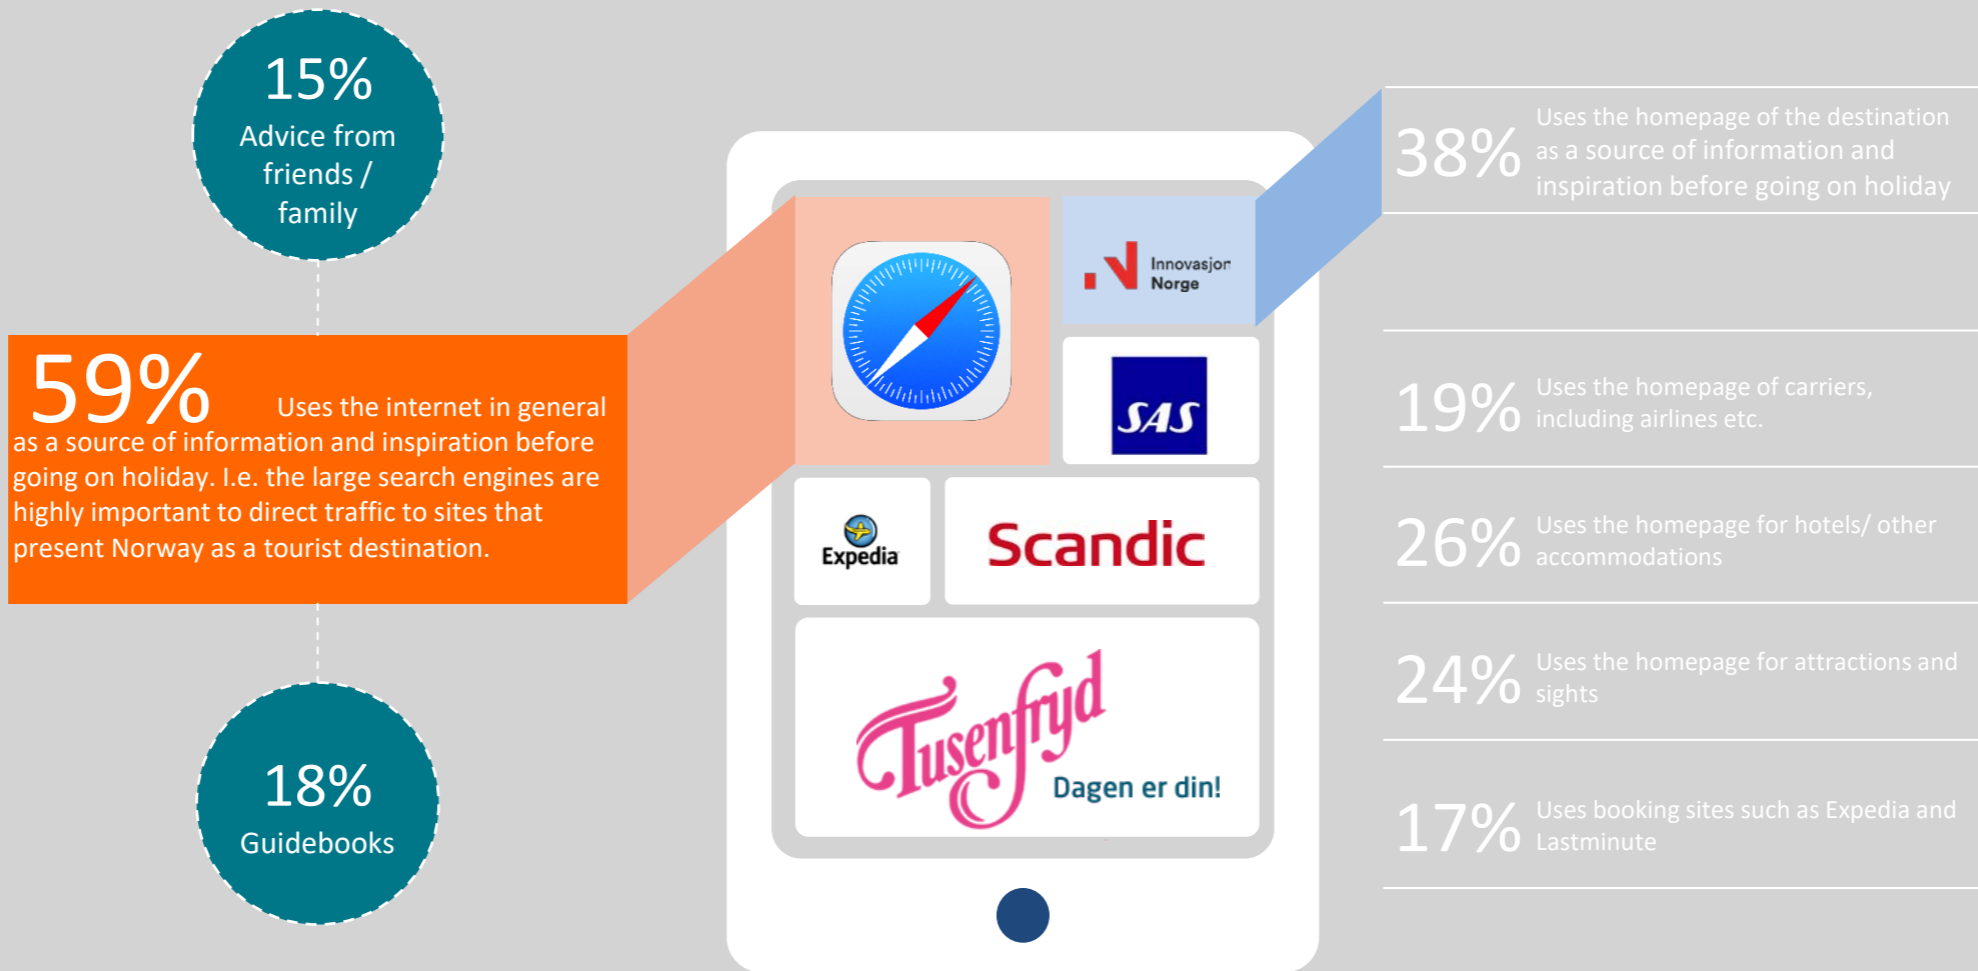 15%
Advice from
friends /
family
59% Uses the internet in general
as a source of information and inspiration before
going on holiday. I.e. the large search engines are
highly important to direct traffic to sites that
present Norway as a tourist destination.
18%
Guidebooks
Innovasjon
Norge
SAS
Expedia
Scandic
Tusenfryd
Dagen er din!
38% Uses the homepage of the destination
as a source of information and
inspiration before going on holiday
19% Uses the homepage of carriers,
including airlines etc.
26% Uses the homepage for hotels/ other
accommodations
24% Uses the homepage for attractions and
sights
17% Uses booking sites such as Expedia and
Lastminute